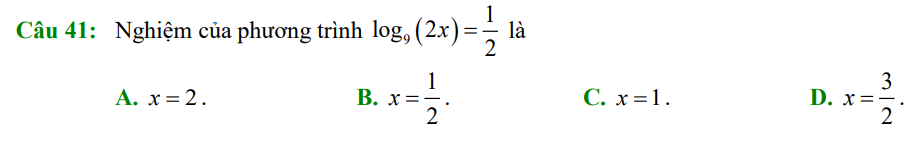 Câu 41: Nghiệm của phương trình log₉(2x) = 1/2 là
A. x = 2. B. x = 1/2. C. x = 1. D. x = 3/2.